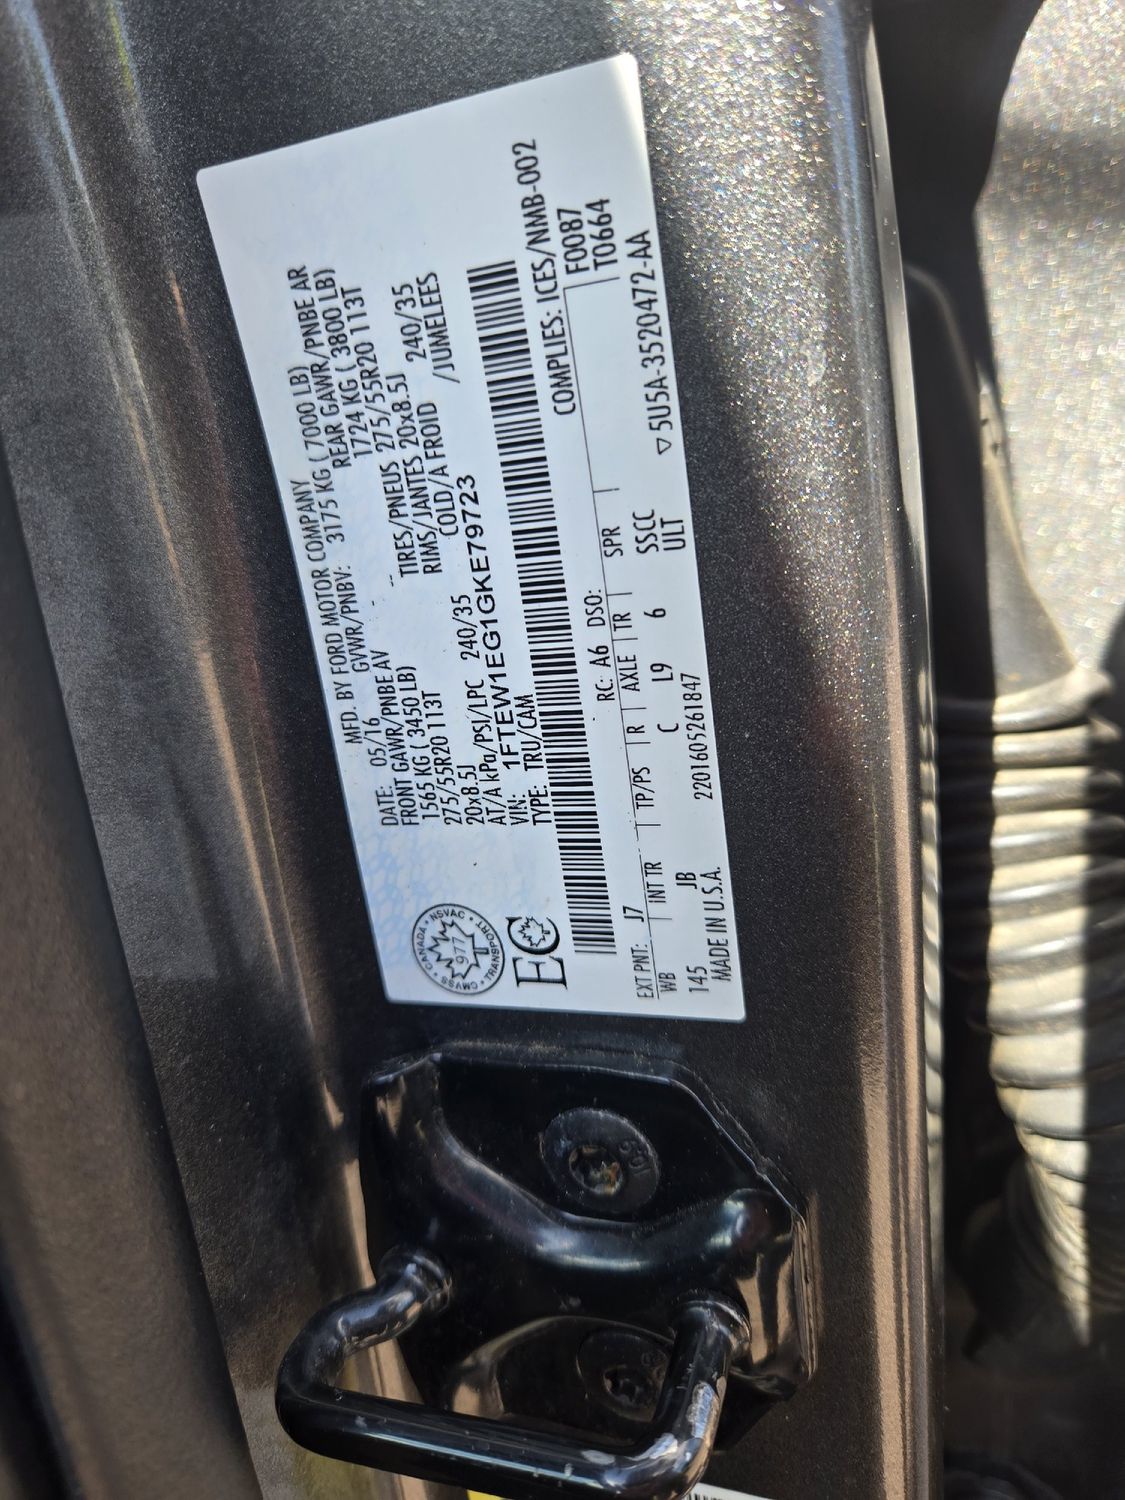 MFD. BY FORD MOTOR COMPANY
DATE: 05/16 GVWR/PNBV: 3175 KG ( 7000 LB)
FRONT GAWR/PNBE AV REAR GAWR/PNBE AR
1565 KG ( 3450 LB) 1724 KG ( 3800 LB)
275/55R20 113T TIRES/PNEUS 275/55R20 113T
20x8.5J RIMS/JANTES 20x8.5J
AT/A kPa/PSI/LPC 240/35 COLD/A FROID 240/35
VIN: 1FTEW1EG1GKE79723 /JUMELEES
TYPE: TRU/CAM
CANADA • NSVAC • TRANSPORT • CMVSS •
977
EC
COMPLIES: ICES/NMB-002
RC: A6 DSO: F0087
EXT PNT: J7 T0664
WB INT TR TP/PS R AXLE TR SPR
145 JB C L9 6 SSCC
MADE IN U.S.A. 2201605261847 ULT
▽5U5A-3520472-AA